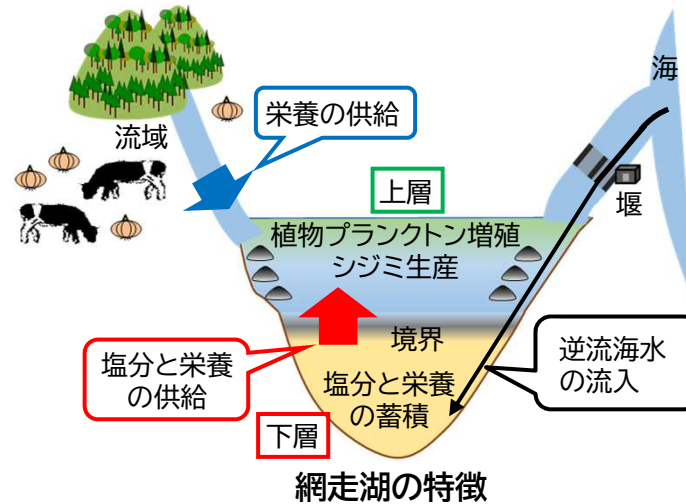 海
栄養の供給
流域
堰
上層
植物プランクトン増殖
シジミ生産
境界
塩分と栄養
の供給
逆流海水
の流入
塩分と栄養
の蓄積
下層
網走湖の特徴